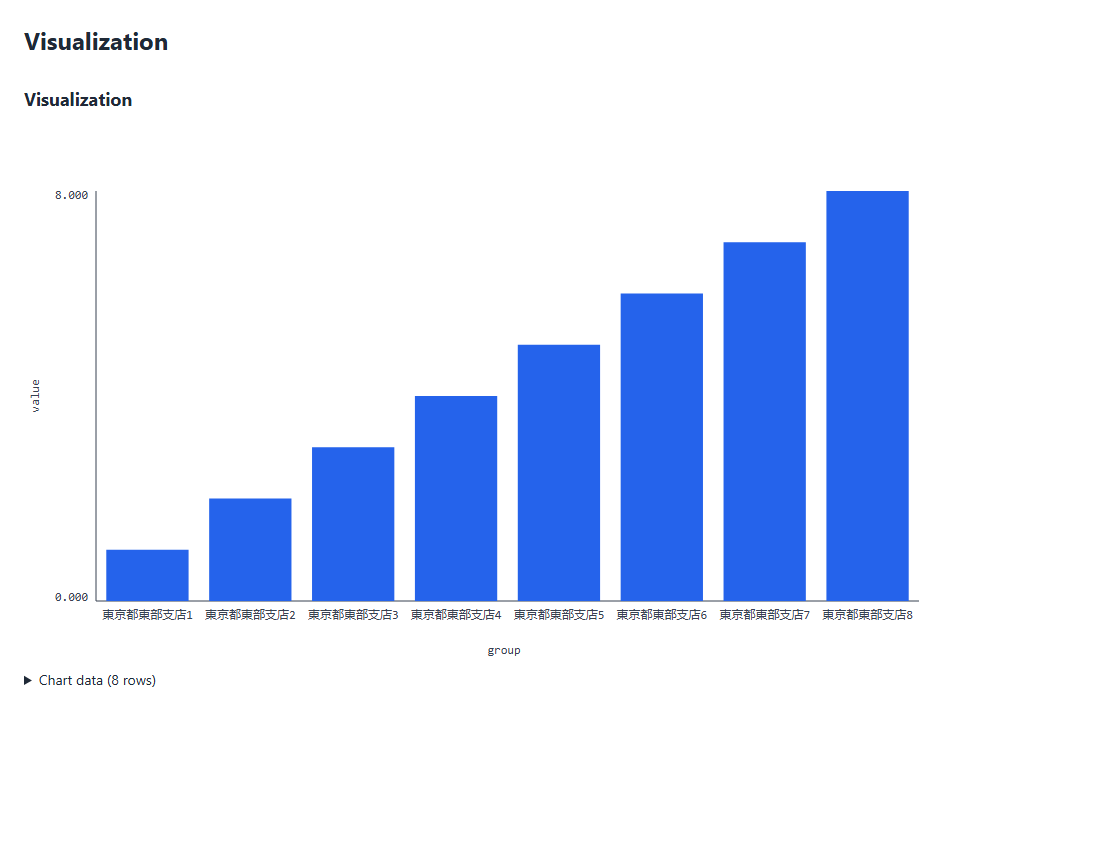 Visualization
Visualization
8.000
value
0.000
東京都東部支店1 東京都東部支店2 東京都東部支店3 東京都東部支店4 東京都東部支店5 東京都東部支店6 東京都東部支店7 東京都東部支店8
group
▶ Chart data (8 rows)